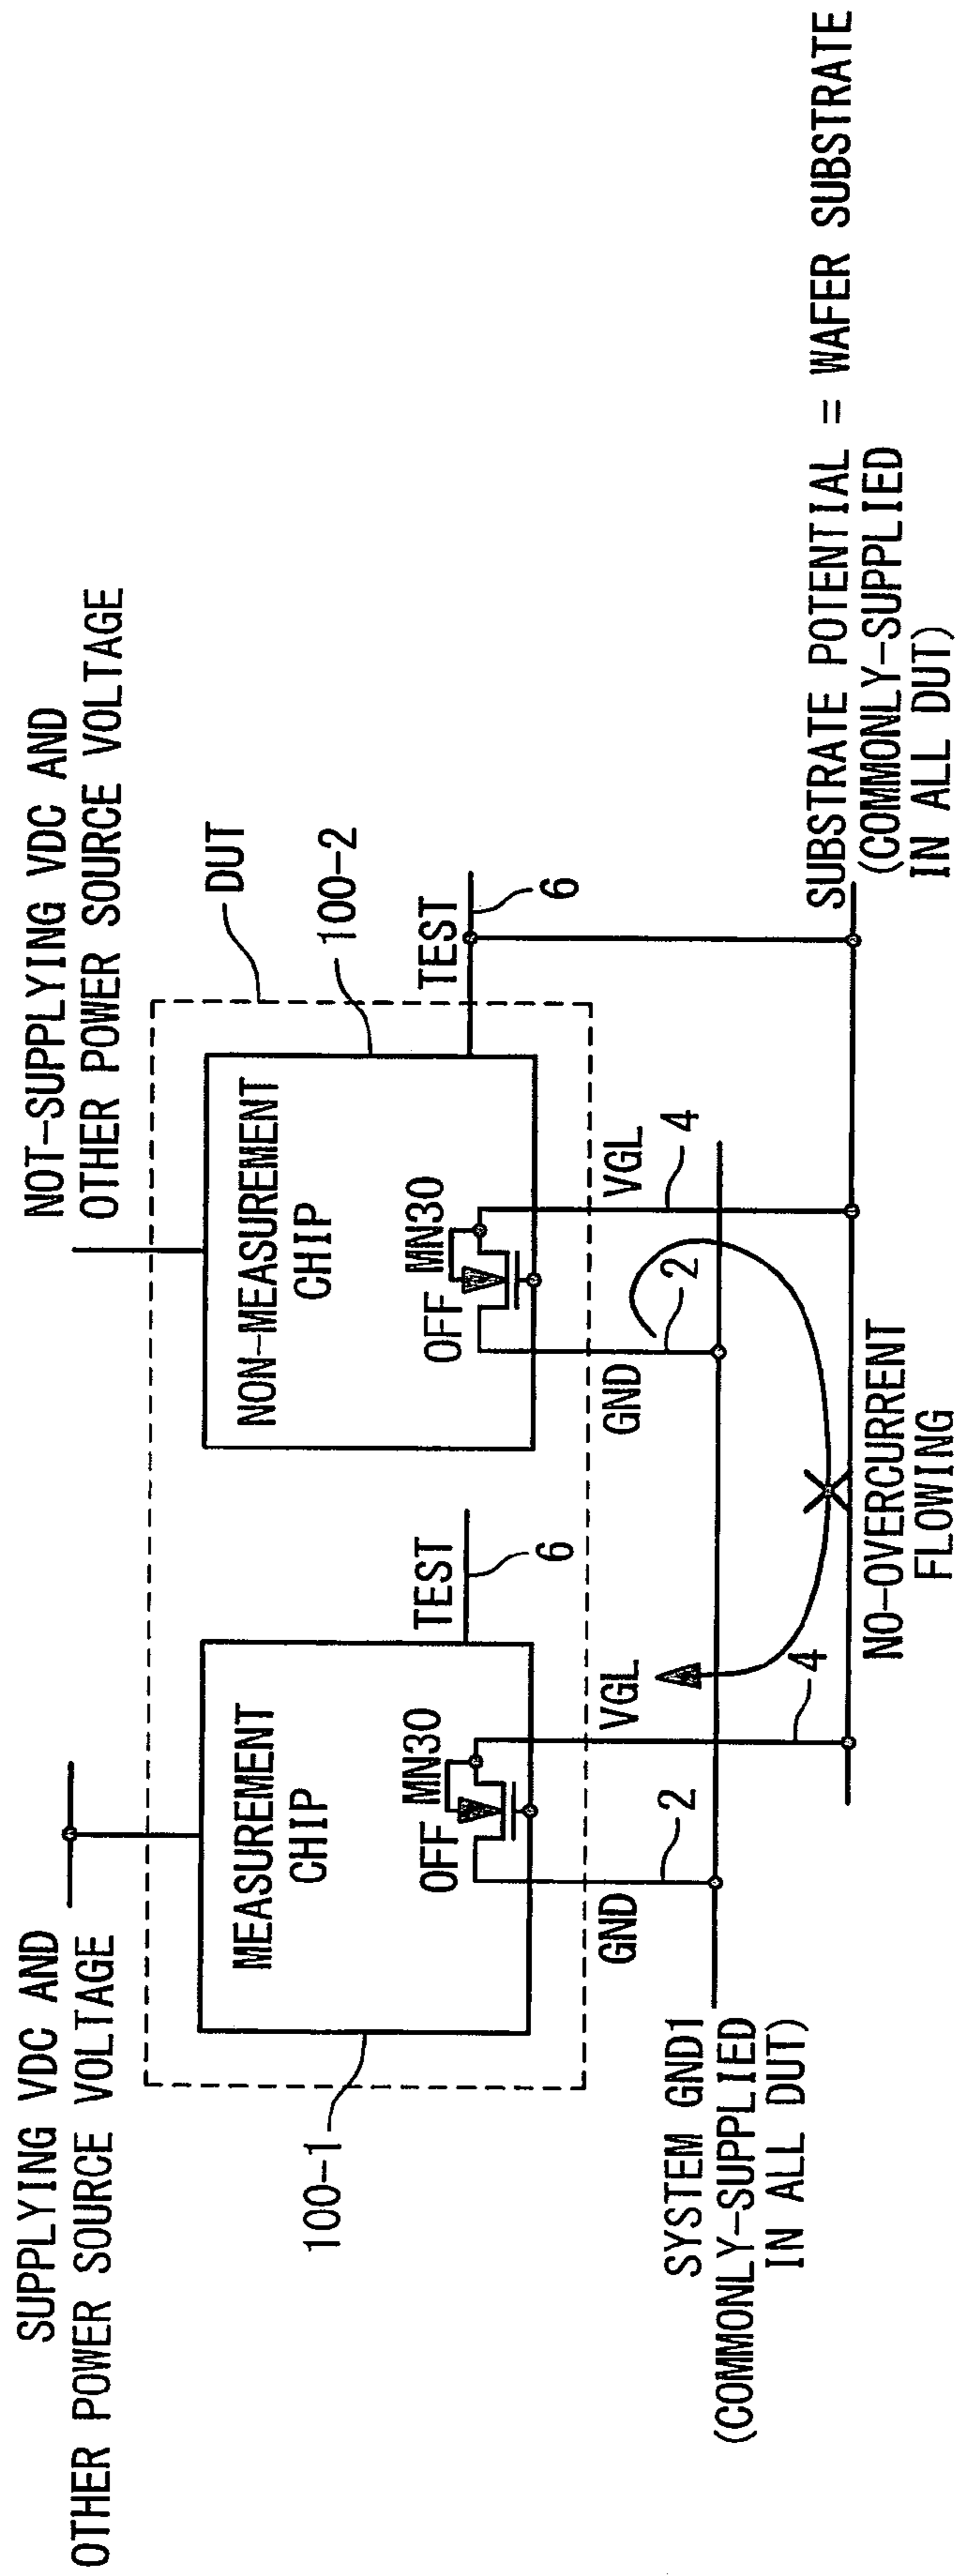 SUPPLYING VDC AND
OTHER POWER SOURCE VOLTAGE
NOT-SUPPLYING VDC AND
OTHER POWER SOURCE VOLTAGE
DUT
100-1
MEASUREMENT
CHIP
OFF
MN30
TEST
6
NON-MEASUREMENT
CHIP
100-2
OFF
MN30
TEST
6
GND
2
VGL
4
GND
2
VGL
4
SYSTEM GND1
(COMMONLY-SUPPLIED
IN ALL DUT)
NO-OVERCURRENT
FLOWING
SUBSTRATE POTENTIAL = WAFER SUBSTRATE
(COMMONLY-SUPPLIED
IN ALL DUT)